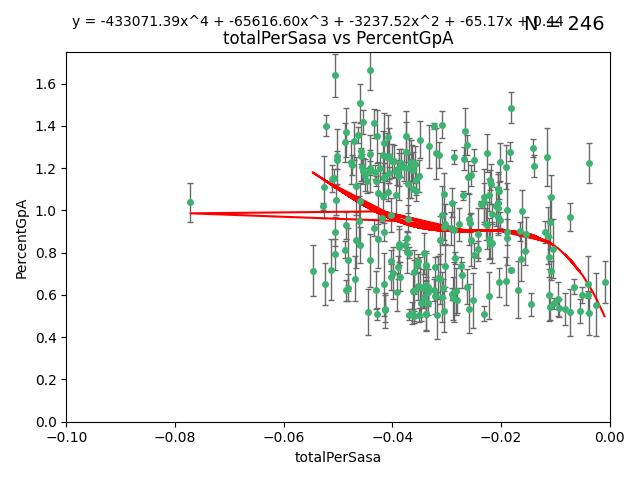 y = -433071.39x^4 + -65616.60x^3 + -3237.52x^2 + -65.17x + 0.44
N = 246
totalPerSasa vs PercentGpA
PercentGpA
1.6
1.4
1.2
1.0
0.8
0.6
0.4
0.2
0.0
−0.10 −0.08 −0.06 −0.04 −0.02 0.00
totalPerSasa